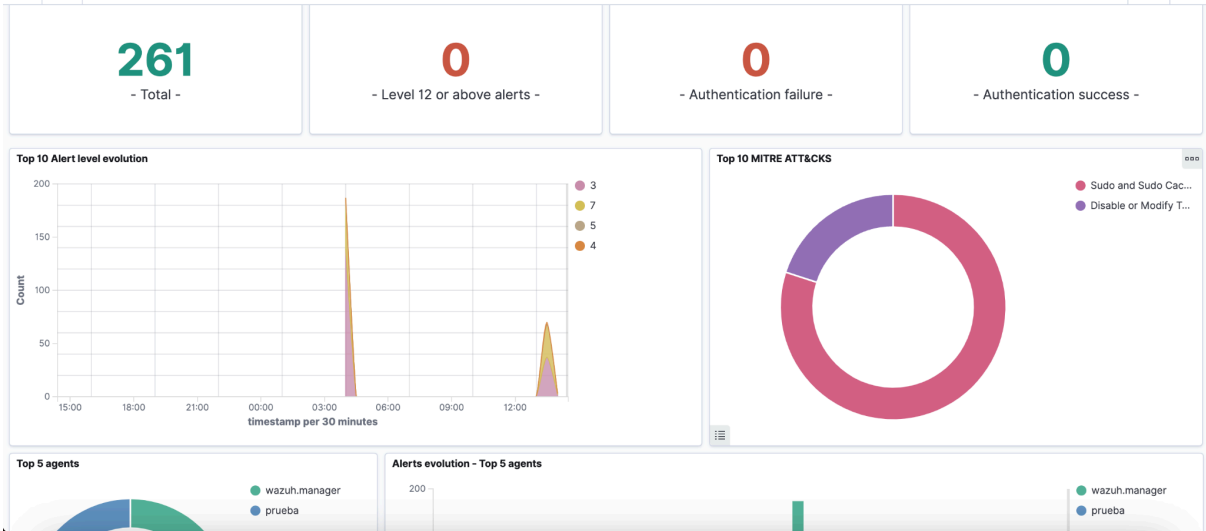 261
- Total -
0
- Level 12 or above alerts -
0
- Authentication failure -
0
- Authentication success -
Top 10 Alert level evolution
200
150
100
50
0
Count
15:00 18:00 21:00 00:00 03:00 06:00 09:00 12:00
timestamp per 30 minutes
3
7
5
4
Top 10 MITRE ATT&CKS
Sudo and Sudo Cac...
Disable or Modify T...
Top 5 agents
wazuh.manager
prueba
Alerts evolution - Top 5 agents
200
wazuh.manager
prueba